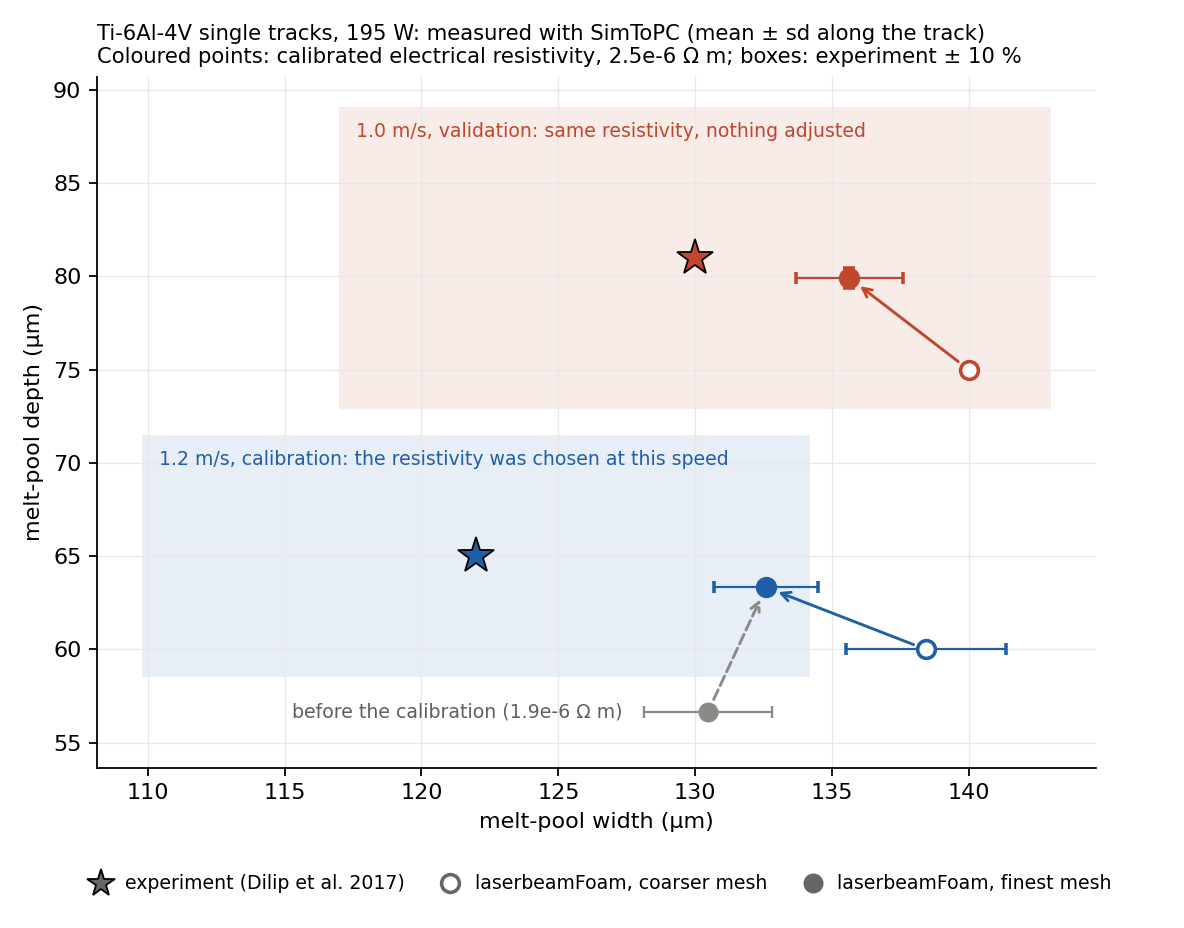 Ti-6Al-4V single tracks, 195 W: measured with SimToPC (mean ± sd along the track)
Coloured points: calibrated electrical resistivity, 2.5e-6 Ω m; boxes: experiment ± 10 %
90
1.0 m/s, validation: same resistivity, nothing adjusted
85
80
75
70
1.2 m/s, calibration: the resistivity was chosen at this speed
65
60
before the calibration (1.9e-6 Ω m)
55
melt-pool depth (µm)
110 115 120 125 130 135 140
melt-pool width (µm)
experiment (Dilip et al. 2017) laserbeamFoam, coarser mesh laserbeamFoam, finest mesh